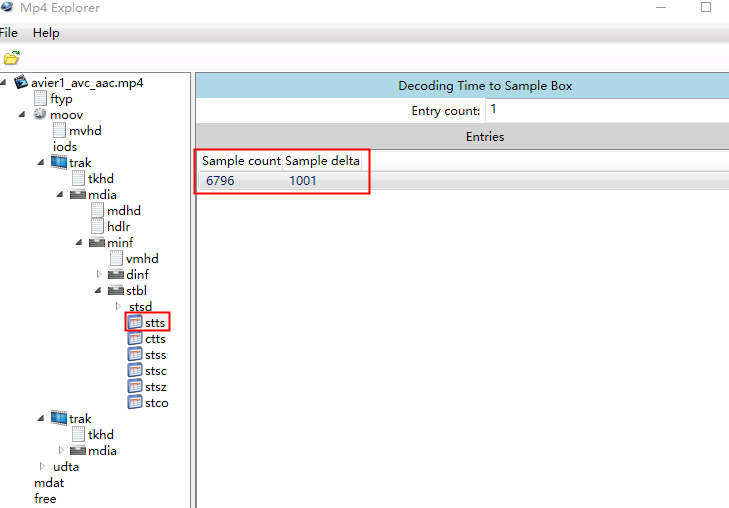 Mp4 Explorer
File Help
avier1_avc_aac.mp4
ftyp
moov
mvhd
iods
trak
tkhd
mdia
mdhd
hdlr
minf
vmhd
dinf
stbl
stsd
stts
ctts
stss
stsc
stsz
stco
trak
tkhd
mdia
udta
mdat
free
Decoding Time to Sample Box
Entry count: 1
Entries
Sample count Sample delta
6796 1001